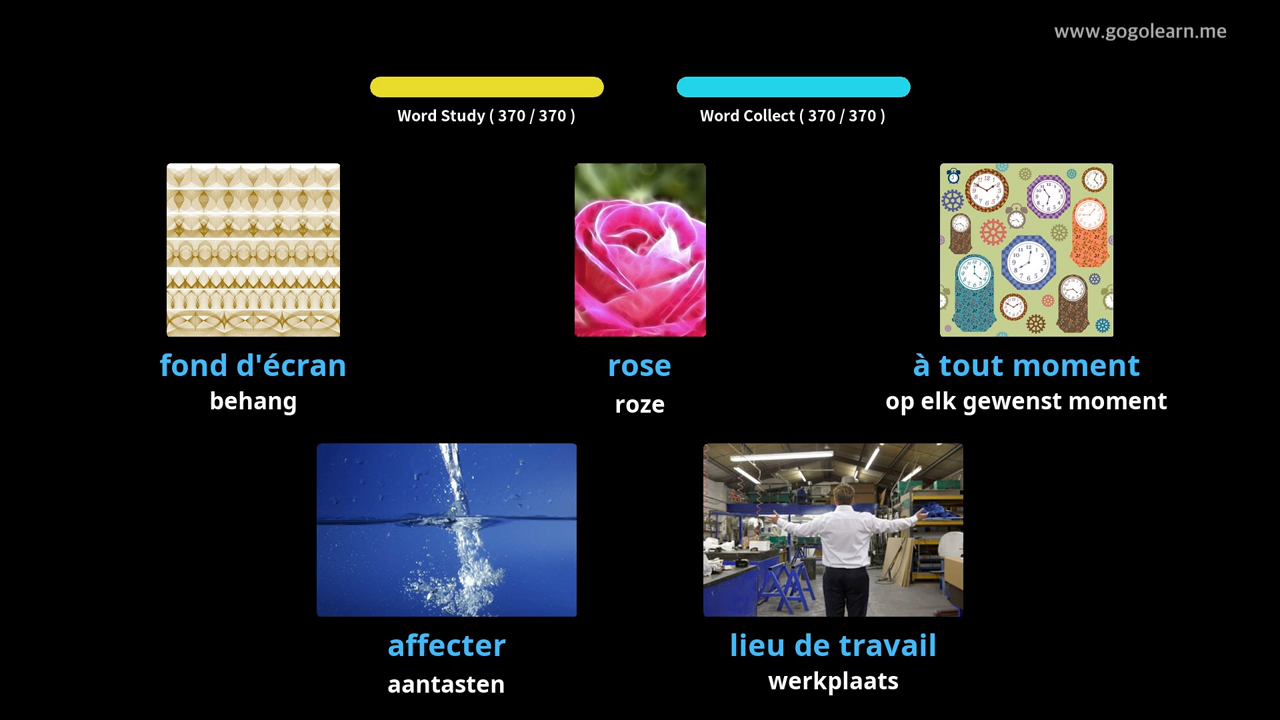 www.gogolearn.me
Word Study ( 370 / 370 )
Word Collect ( 370 / 370 )
fond d'écran
behang
rose
roze
à tout moment
op elk gewenst moment
affecter
aantasten
lieu de travail
werkplaats